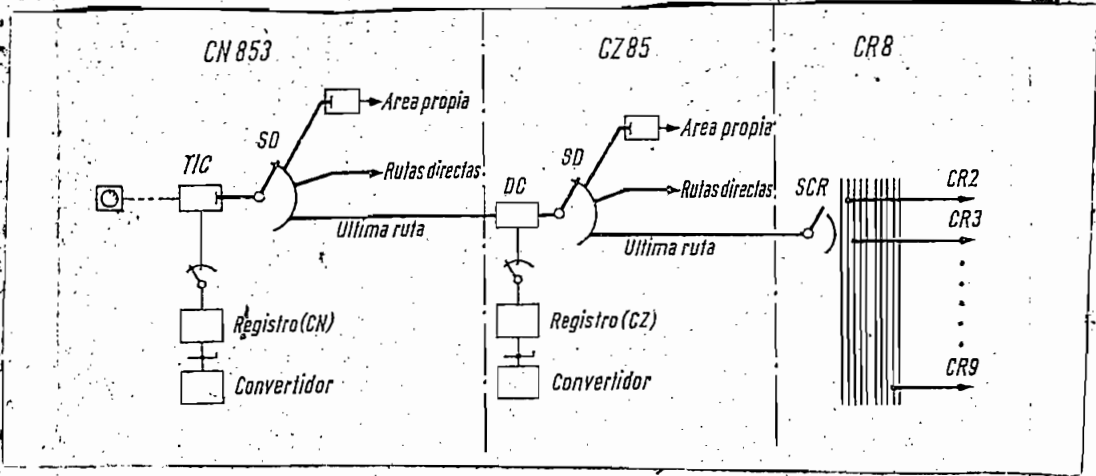 CN 853
CZ 85
CR 8
Area propia
SD
TIC
Rutas directas
Ultima ruta
Registro (CN)
Convertidor
Area propia
SD
DC
Rutas directas
Ultima ruta
Registro (CZ)
Convertidor
SCR
CR2
CR3
CR9